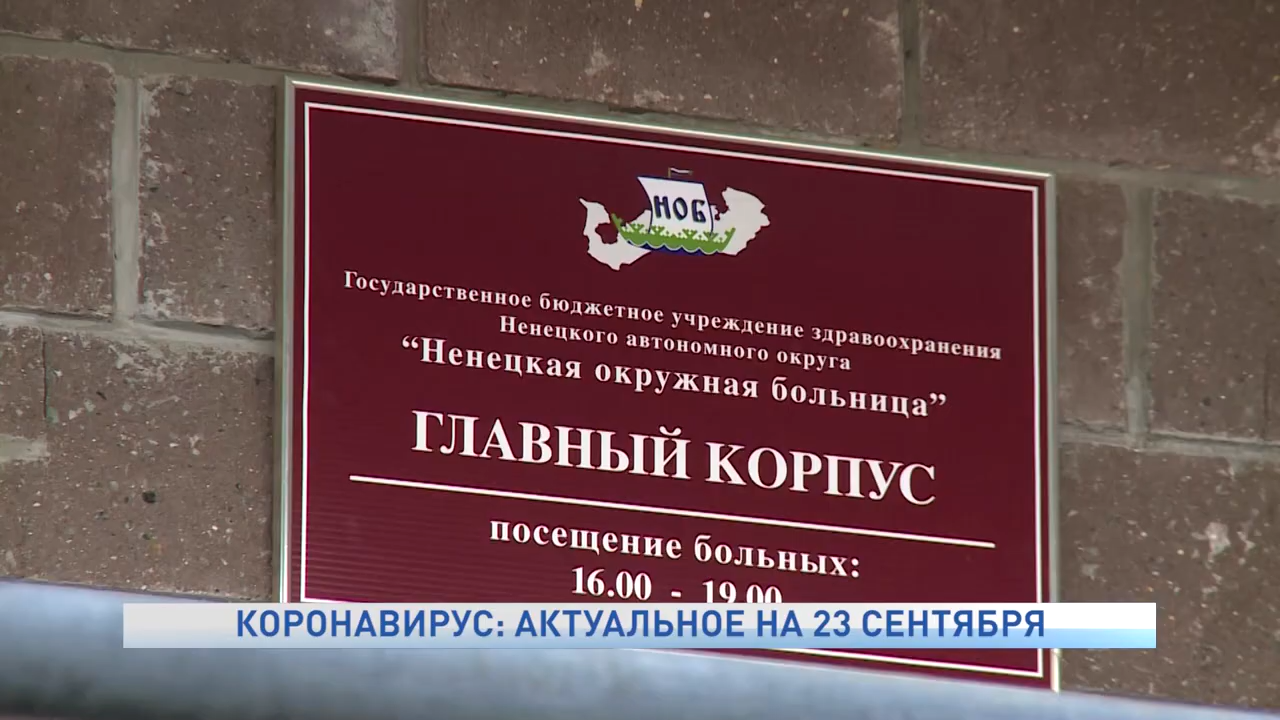 НОБ
Государственное бюджетное учреждение здравоохранения
Ненецкого автономного округа
“Ненецкая окружная больница”
ГЛАВНЫЙ КОРПУС
посещение больных:
16.00 - 19.00
КОРОНАВИРУС: АКТУАЛЬНОЕ НА 23 СЕНТЯБРЯ